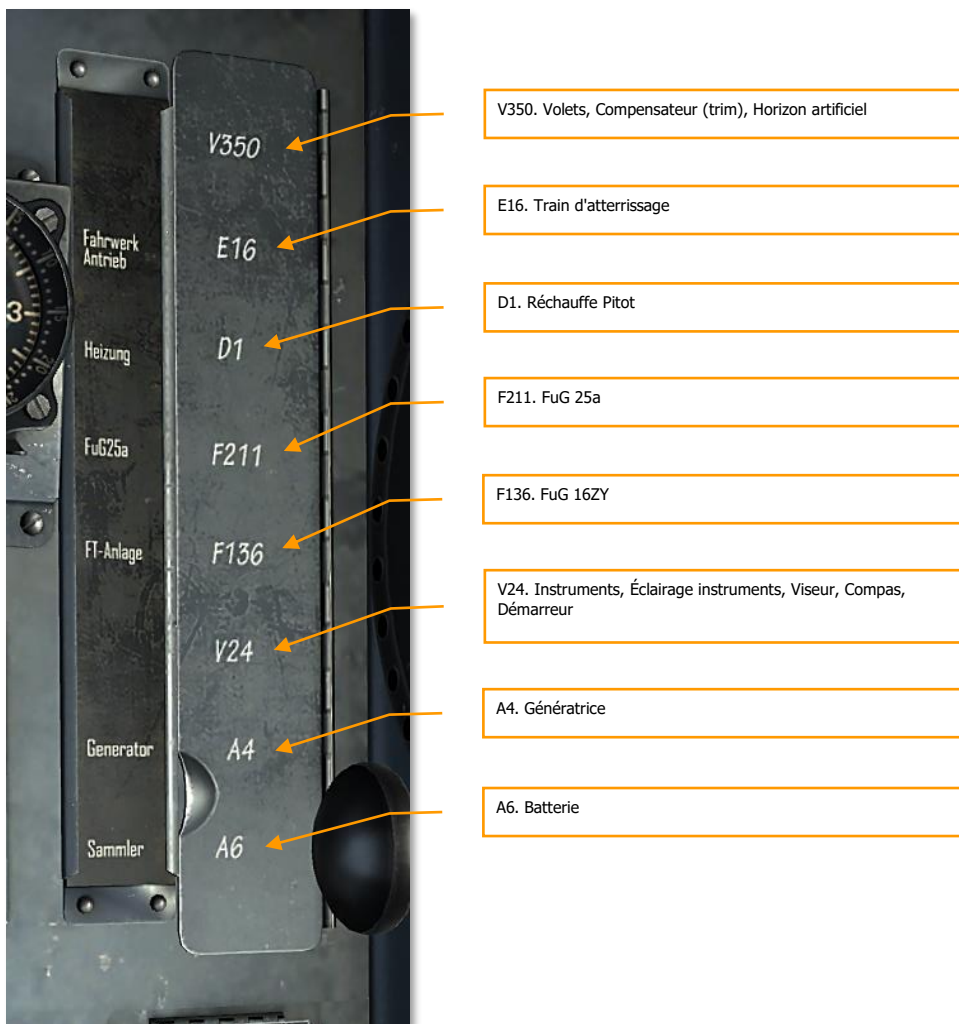 V350
V350. Volets, Compensateur (trim), Horizon artificiel
Fahrwerk
Antrieb
E16
E16. Train d'atterrissage
3
Heizung
D1
D1. Réchauffe Pitot
FuG25a
F211
F211. FuG 25a
FT-Anlage
F136
F136. FuG 16ZY
V24
V24. Instruments, Éclairage instruments, Viseur, Compas,
Démarreur
Generator
A4
A4. Génératrice
Sammler
A6
A6. Batterie